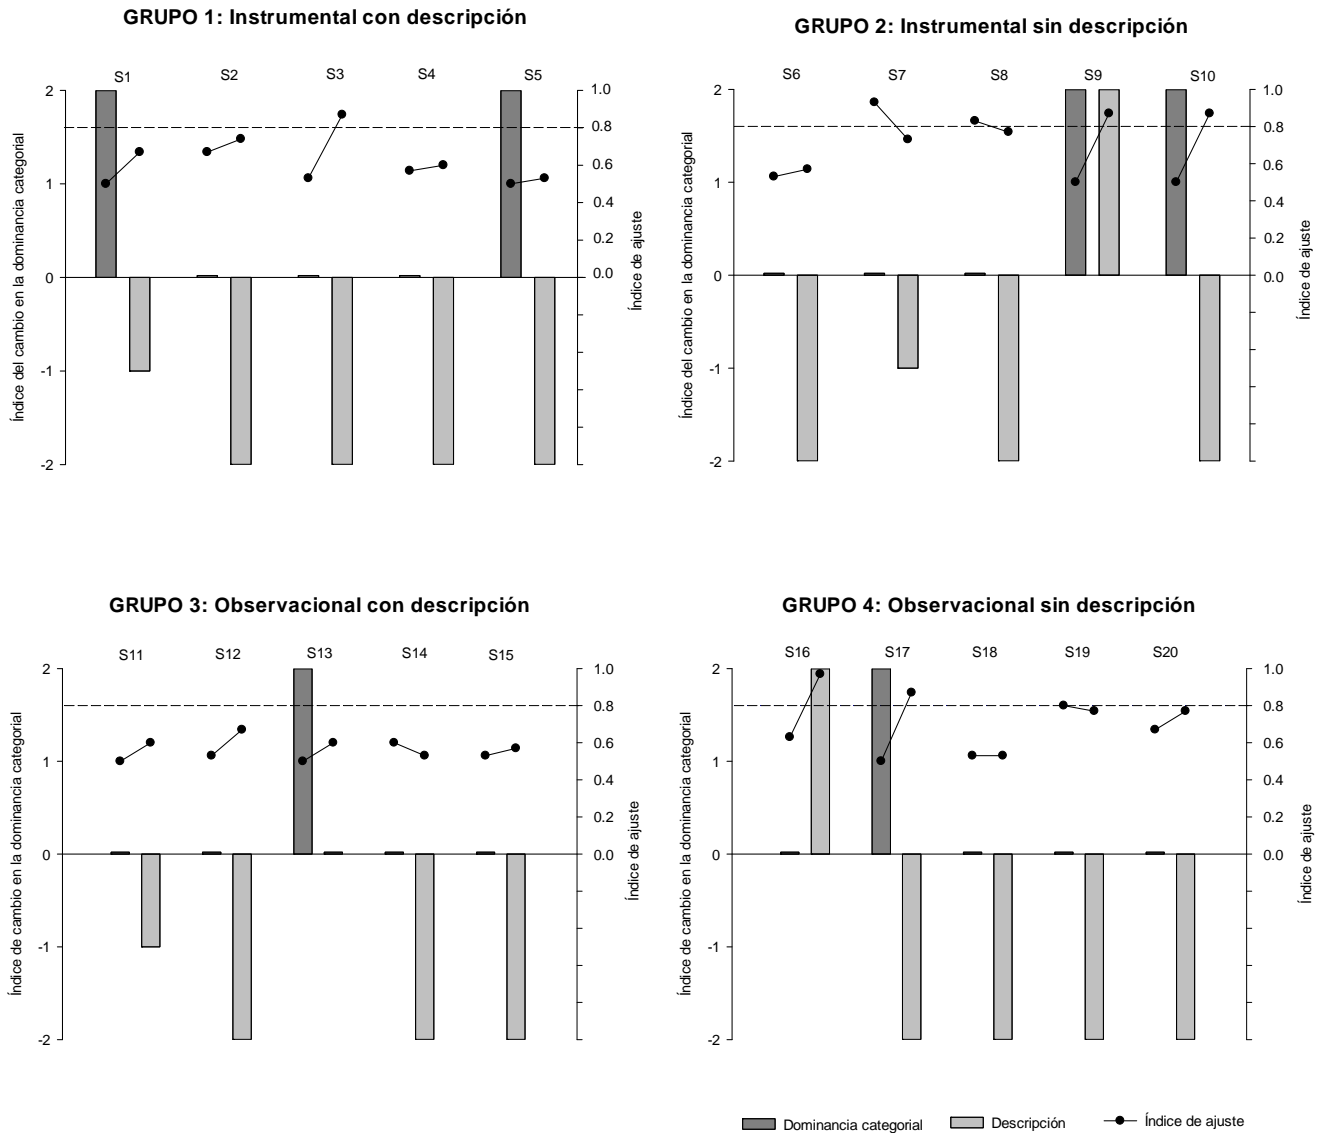 GRUPO 1: Instrumental con descripción
S1 S2 S3 S4 S5
2
1
0
-1
-2
1.0
0.8
0.6
0.4
0.2
0.0
Índice del cambio en la dominancia categorial
Índice de ajuste
GRUPO 2: Instrumental sin descripción
S6 S7 S8 S9 S10
2
1
0
-1
-2
1.0
0.8
0.6
0.4
0.2
0.0
Índice del cambio en la dominancia categorial
Índice de ajuste
GRUPO 3: Observacional con descripción
S11 S12 S13 S14 S15
2
1
0
-1
-2
1.0
0.8
0.6
0.4
0.2
0.0
Índice de cambio en la dominancia categorial
Índice de ajuste
GRUPO 4: Observacional sin descripción
S16 S17 S18 S19 S20
2
1
0
-1
-2
1.0
0.8
0.6
0.4
0.2
0.0
Índice de cambio en la dominancia categorial
Índice de ajuste
Dominancia categorial Descripción Índice de ajuste